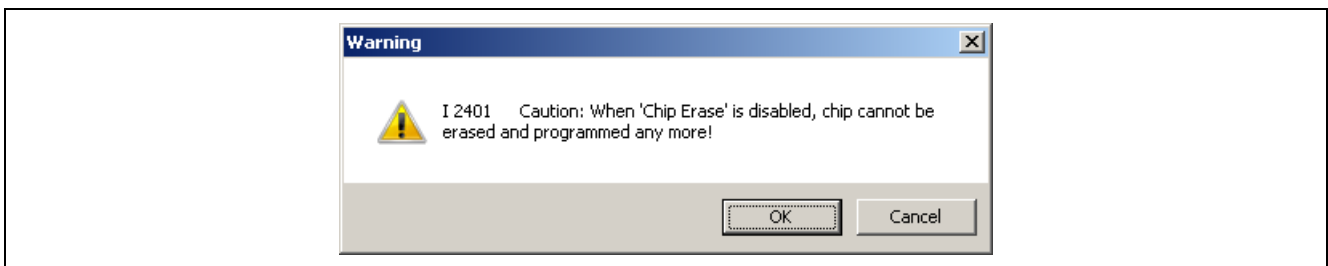 Warning
I 2401 Caution: When 'Chip Erase' is disabled, chip cannot be
erased and programmed any more!
OK
Cancel